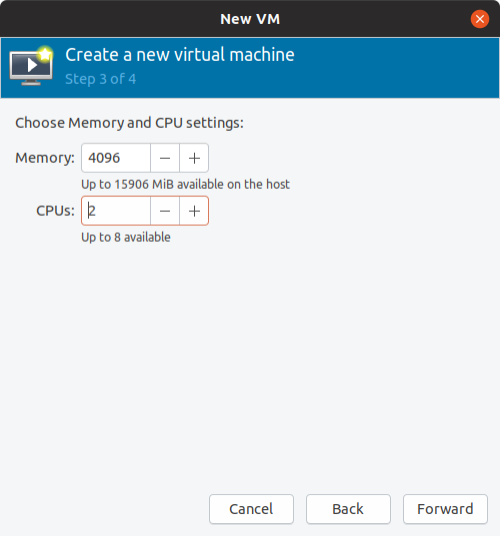 New VM
Create a new virtual machine
Step 3 of 4
Choose Memory and CPU settings:
Memory: 4096 − +
Up to 15906 MiB available on the host
CPUs: 2 − +
Up to 8 available
Cancel Back Forward